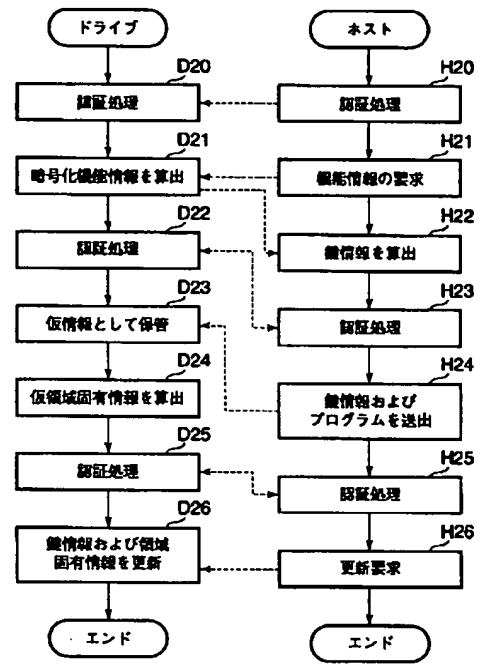 ドライブ
D20
認証処理
D21
暗号化機能情報を算出
D22
認証処理
D23
仮情報として保管
D24
仮領域固有情報を算出
D25
認証処理
D26
鍵情報および領域
固有情報を更新
エンド
ホスト
H20
認証処理
H21
機能情報の要求
H22
鍵情報を算出
H23
認証処理
H24
鍵情報および
プログラムを送出
H25
認証処理
H26
更新要求
エンド